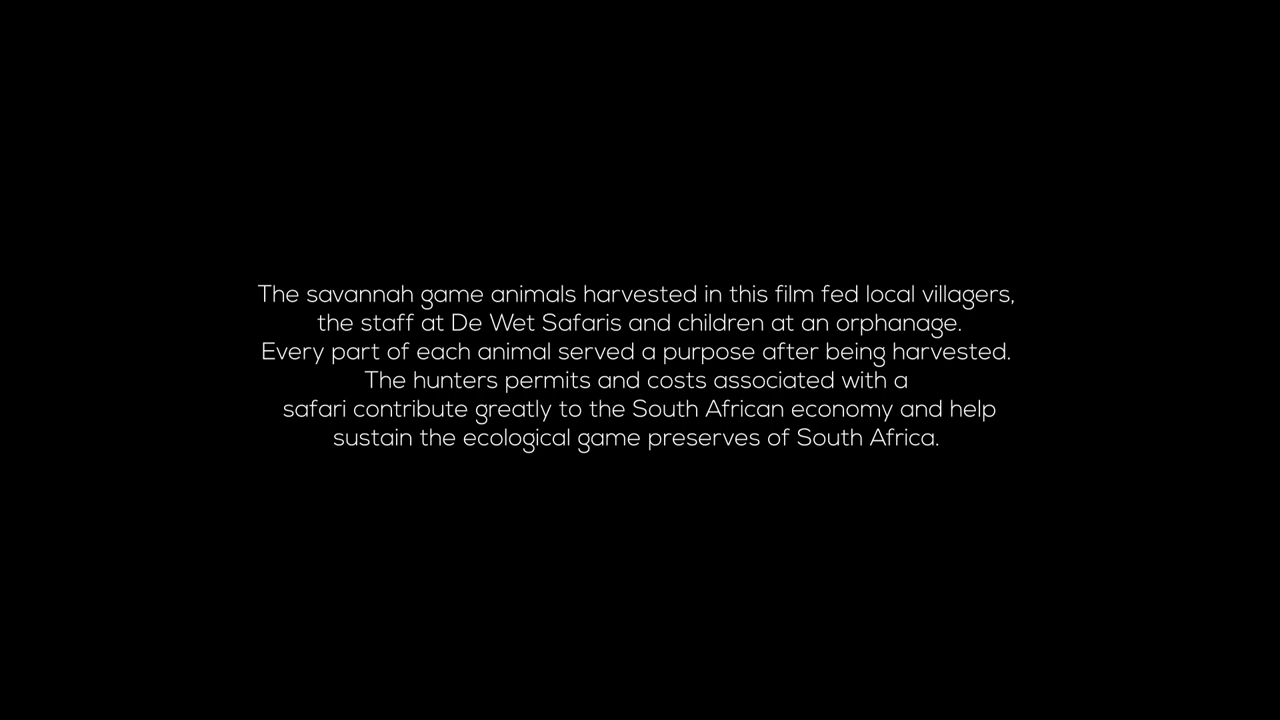 The savannah game animals harvested in this film fed local villagers,
the staff at De Wet Safaris and children at an orphanage.
Every part of each animal served a purpose after being harvested.
The hunters permits and costs associated with a
safari contribute greatly to the South African economy and help
sustain the ecological game preserves of South Africa.